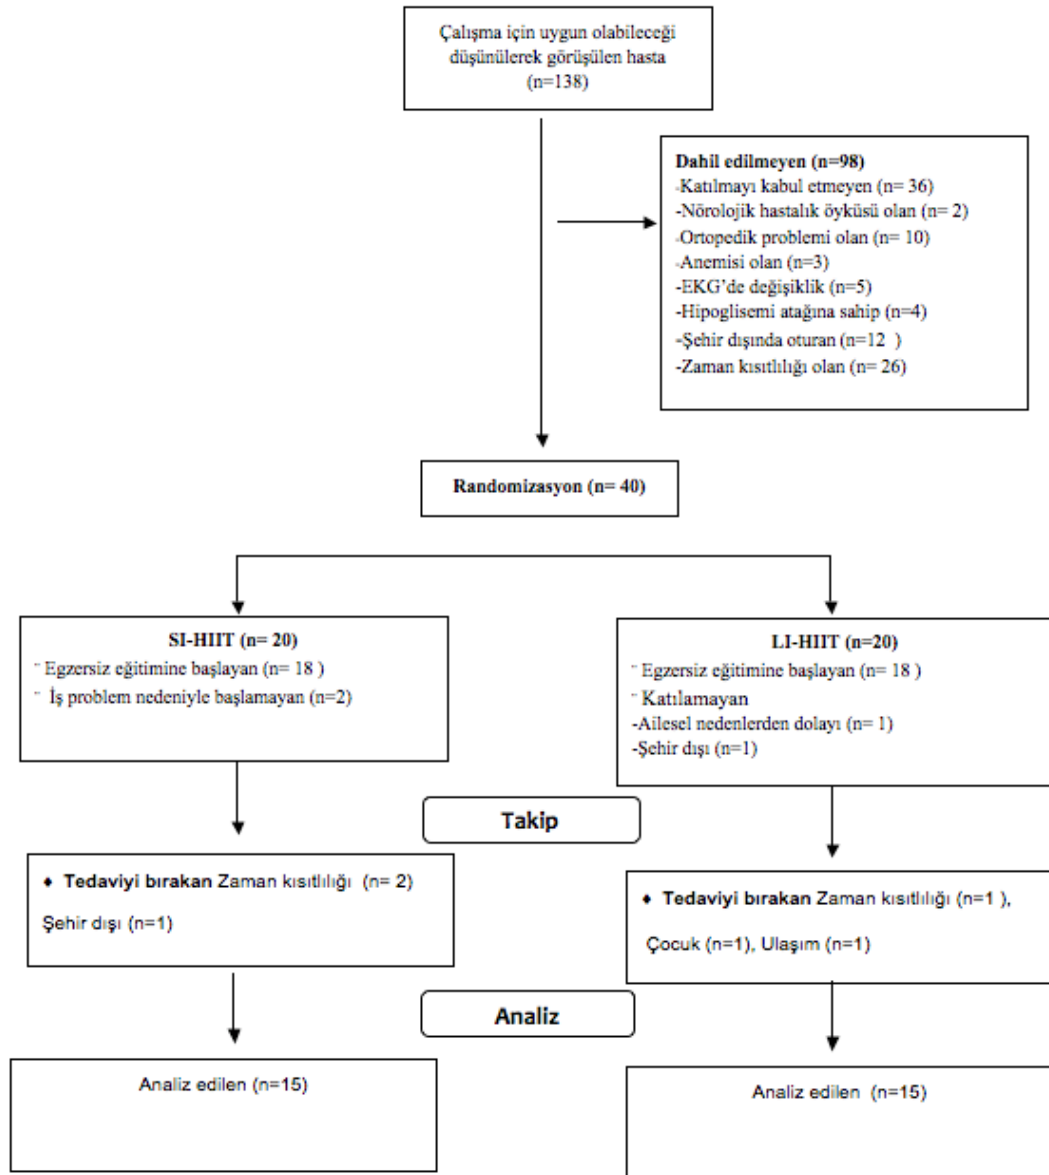 Çalışma için uygun olabileceği
düşünülerek görüşülen hasta
(n=138)
Dahil edilmeyen (n=98)
-Katılmayı kabul etmeyen (n= 36)
-Nörolojik hastalık öyküsü olan (n= 2)
-Ortopedik problemi olan (n= 10)
-Anemisi olan (n=3)
-EKG’de değişiklik (n=5)
-Hipoglisemi atağına sahip (n=4)
-Şehir dışında oturan (n=12 )
-Zaman kısıtlılığı olan (n= 26)
Randomizasyon (n= 40)
SI-HIIT (n= 20)
¨ Egzersiz eğitimine başlayan (n= 18 )
¨ İş problem nedeniyle başlamayan (n=2)
LI-HIIT (n=20)
¨ Egzersiz eğitimine başlayan (n= 18 )
¨ Katılamayan
-Ailesel nedenlerden dolayı (n= 1)
-Şehir dışı (n=1)
Takip
♦ Tedaviyi bırakan Zaman kısıtlılığı (n= 2)
Şehir dışı (n=1)
♦ Tedaviyi bırakan Zaman kısıtlılığı (n=1 ),
Çocuk (n=1), Ulaşım (n=1)
Analiz
Analiz edilen (n=15)
Analiz edilen (n=15)